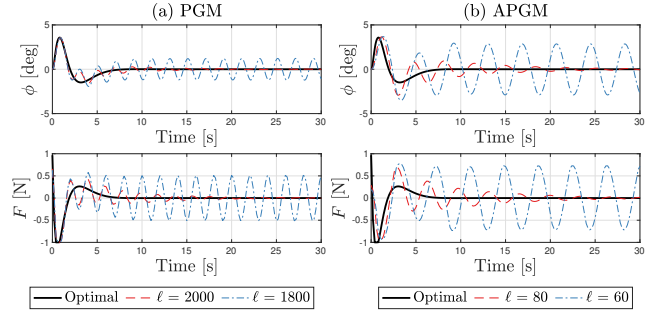 (a) PGM
(b) APGM
5
0
-5
ϕ [deg]
0 5 10 15 20 25 30
Time [s]
5
0
-5
ϕ [deg]
0 5 10 15 20 25 30
Time [s]
1
0.5
0
-0.5
-1
F [N]
0 5 10 15 20 25 30
Time [s]
1
0.5
0
-0.5
-1
F [N]
0 5 10 15 20 25 30
Time [s]
Optimal ℓ = 2000 ℓ = 1800
Optimal ℓ = 80 ℓ = 60